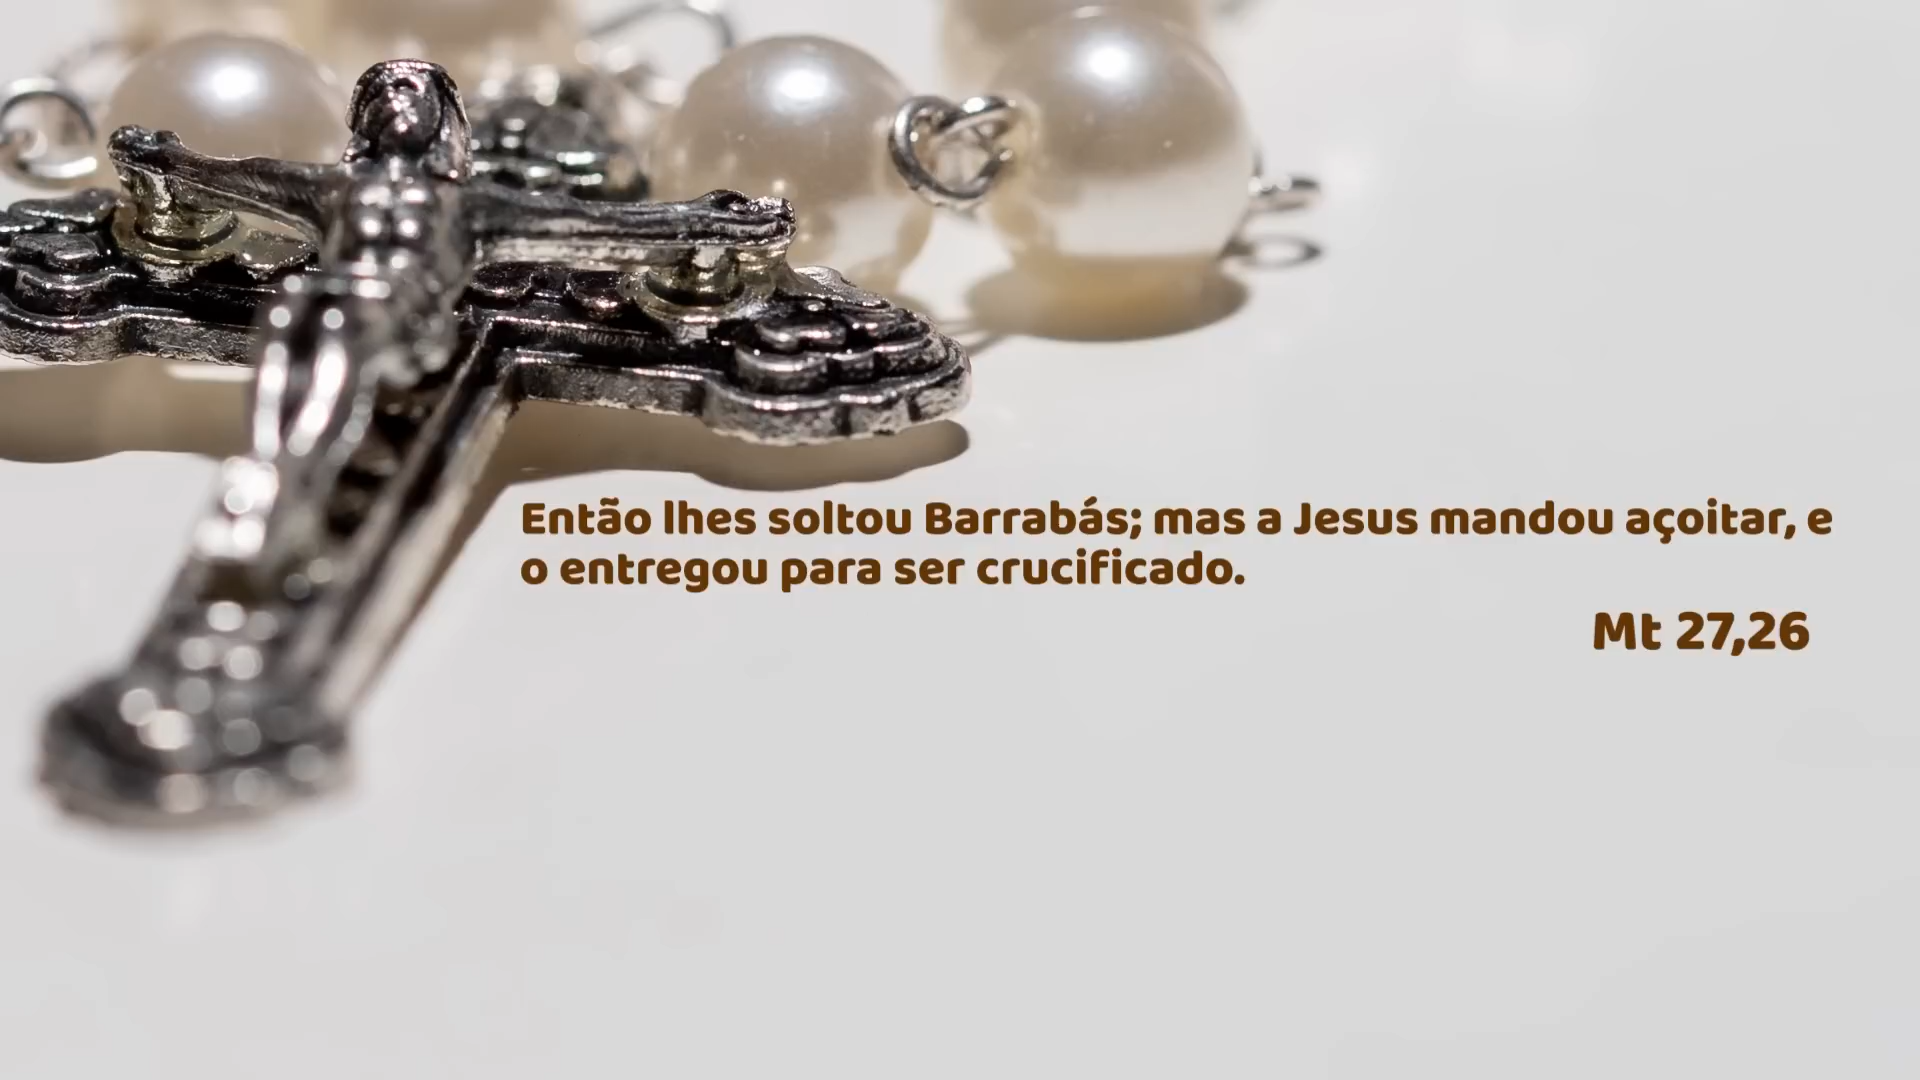 Então lhes soltou Barrabás; mas a Jesus mandou açoitar, e
o entregou para ser crucificado.
Mt 27,26